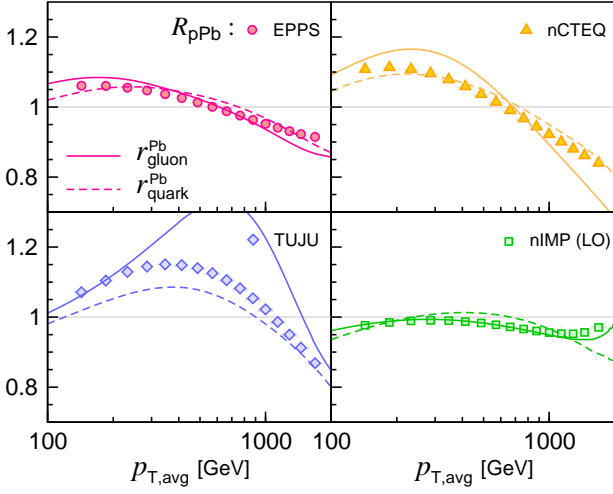 R_pPb : EPPS
nCTEQ
1.2
1
r^Pb_gluon
r^Pb_quark
0.8
TUJU
nIMP (LO)
1.2
1
0.8
100 1000 100 1000
p_T,avg [GeV] p_T,avg [GeV]